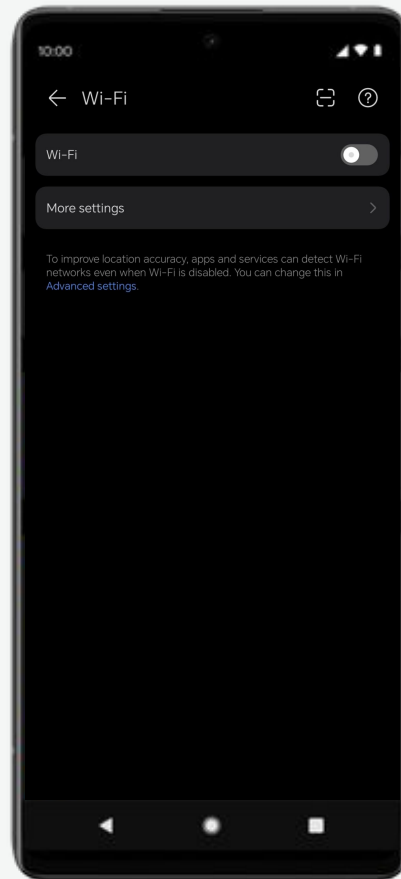 10:00
Wi-Fi
Wi-Fi
More settings
To improve location accuracy, apps and services can detect Wi-Fi
networks even when Wi-Fi is disabled. You can change this in
Advanced settings.